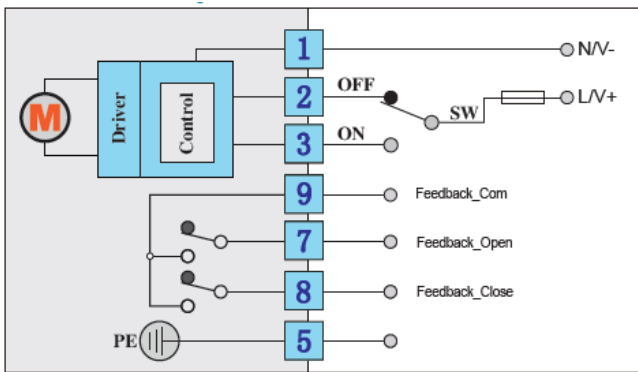 1 N/V-
M Driver Control 2 OFF SW L/V+
3 ON
9 Feedback_Com
7 Feedback_Open
8 Feedback_Close
PE 5